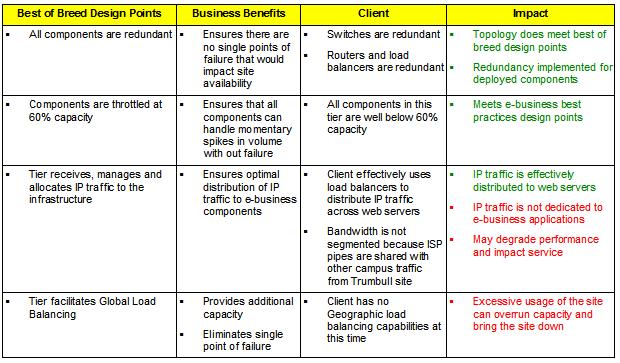 Best of Breed Design Points
Business Benefits
Client
Impact
All components are redundant
Ensures there are
no single points of
failure that would
impact site
availability
Switches are redundant
Routers and load
balancers are redundant
Topology does meet best of
breed design points
Redundancy implemented for
deployed components
Components are throttled at
60% capacity
Ensures that all
components can
handle momentary
spikes in volume
with out failure
All components in this
tier are well below 60%
capacity
Meets e-business best
practices design points
Tier receives, manages and
allocates IP traffic to the
infrastructure
Ensures optimal
distribution of IP
traffic to e-business
components
Client effectively uses
load balancers to
distribute IP traffic
across web servers
Bandwidth is not
segmented because ISP
pipes are shared with
other campus traffic
from Trumbull site
IP traffic is effectively
distributed to web servers
IP traffic is not dedicated to
e-business applications
May degrade performance
and impact service
Tier facilitates Global Load
Balancing
Provides additional
capacity
Eliminates single
point of failure
Client has no
Geographic load
balancing capabilities at
this time
Excessive usage of the site
can overrun capacity and
bring the site down